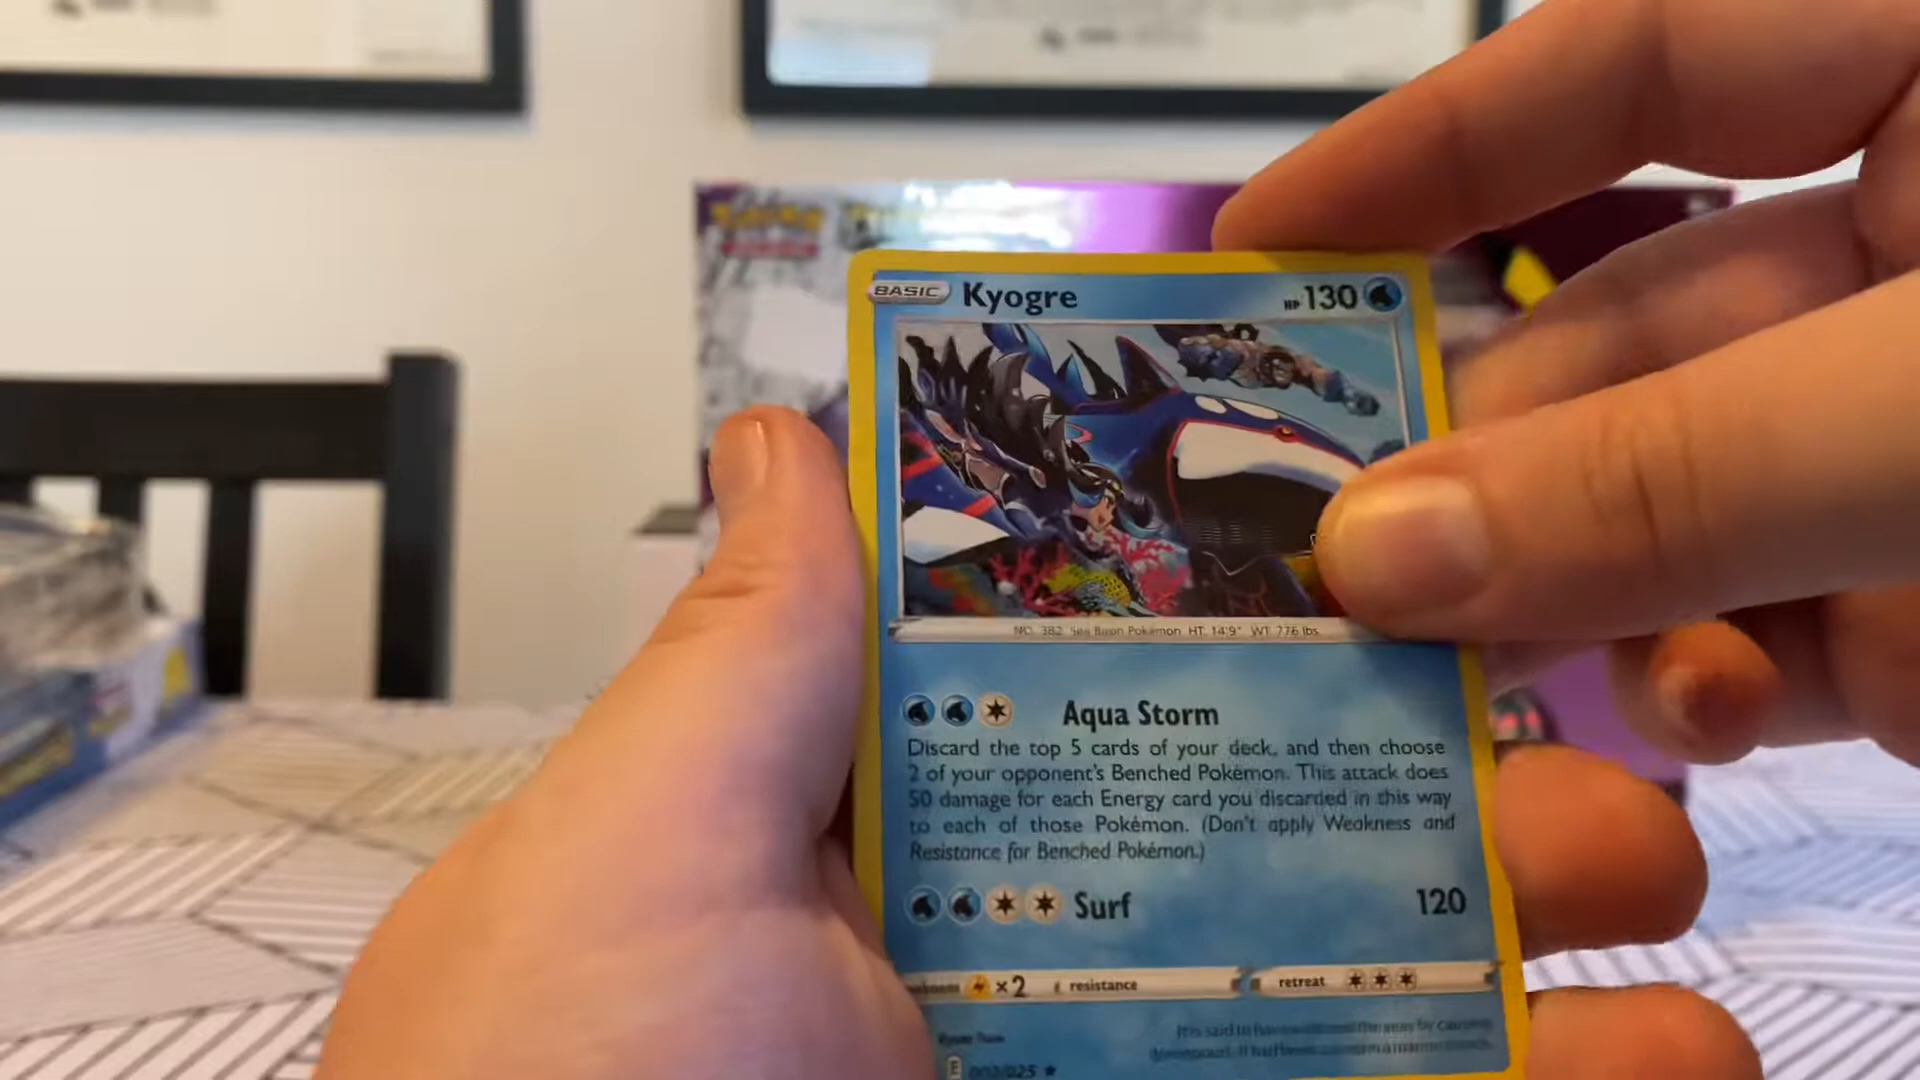 Pokémon
BASIC Kyogre HP 130
NO. 382 Sea Basin Pokémon HT: 14'9" WT: 776 lbs.
Aqua Storm
Discard the top 5 cards of your deck, and then choose
2 of your opponent's Benched Pokémon. This attack does
50 damage for each Energy card you discarded in this way
to each of those Pokémon. (Don't apply Weakness and
Resistance for Benched Pokémon.)
Surf 120
×2 resistance retreat
E